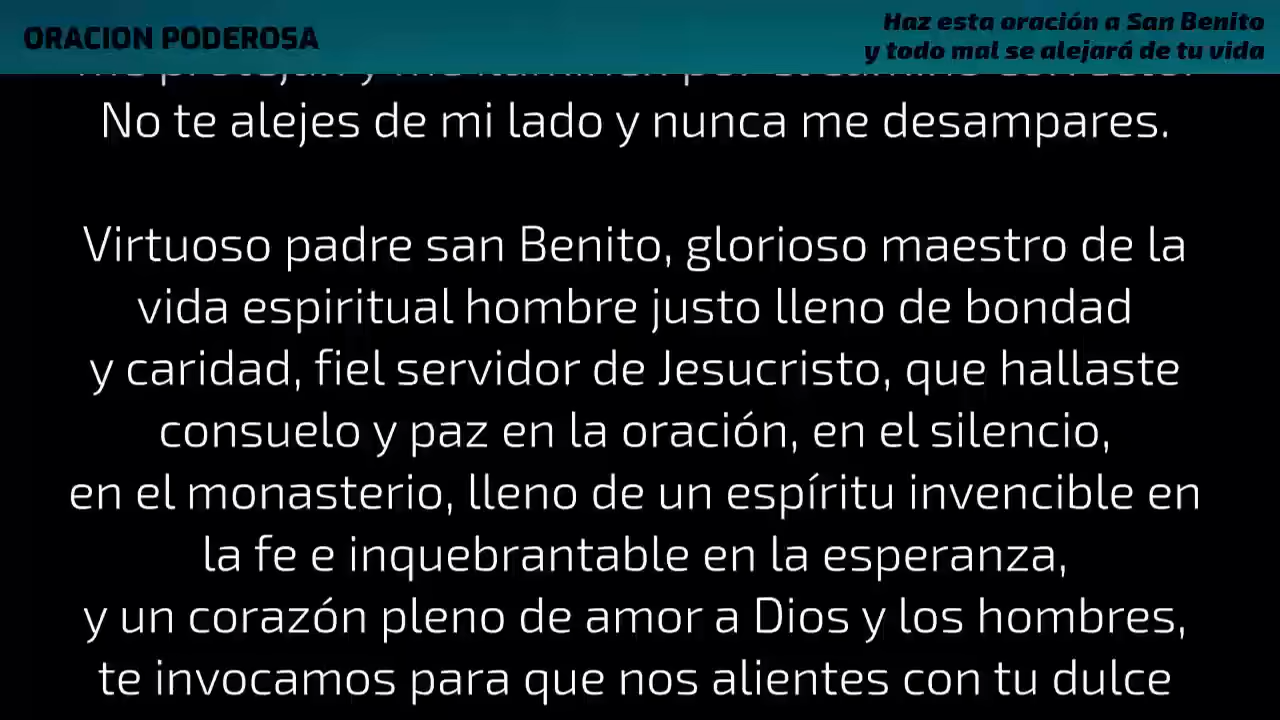 ORACION PODEROSA
Haz esta oración a San Benito
y todo mal se alejará de tu vida
No te alejes de mi lado y nunca me desampares.
Virtuoso padre san Benito, glorioso maestro de la
vida espiritual hombre justo lleno de bondad
y caridad, fiel servidor de Jesucristo, que hallaste
consuelo y paz en la oración, en el silencio,
en el monasterio, lleno de un espíritu invencible en
la fe e inquebrantable en la esperanza,
y un corazón pleno de amor a Dios y los hombres,
te invocamos para que nos alientes con tu dulce